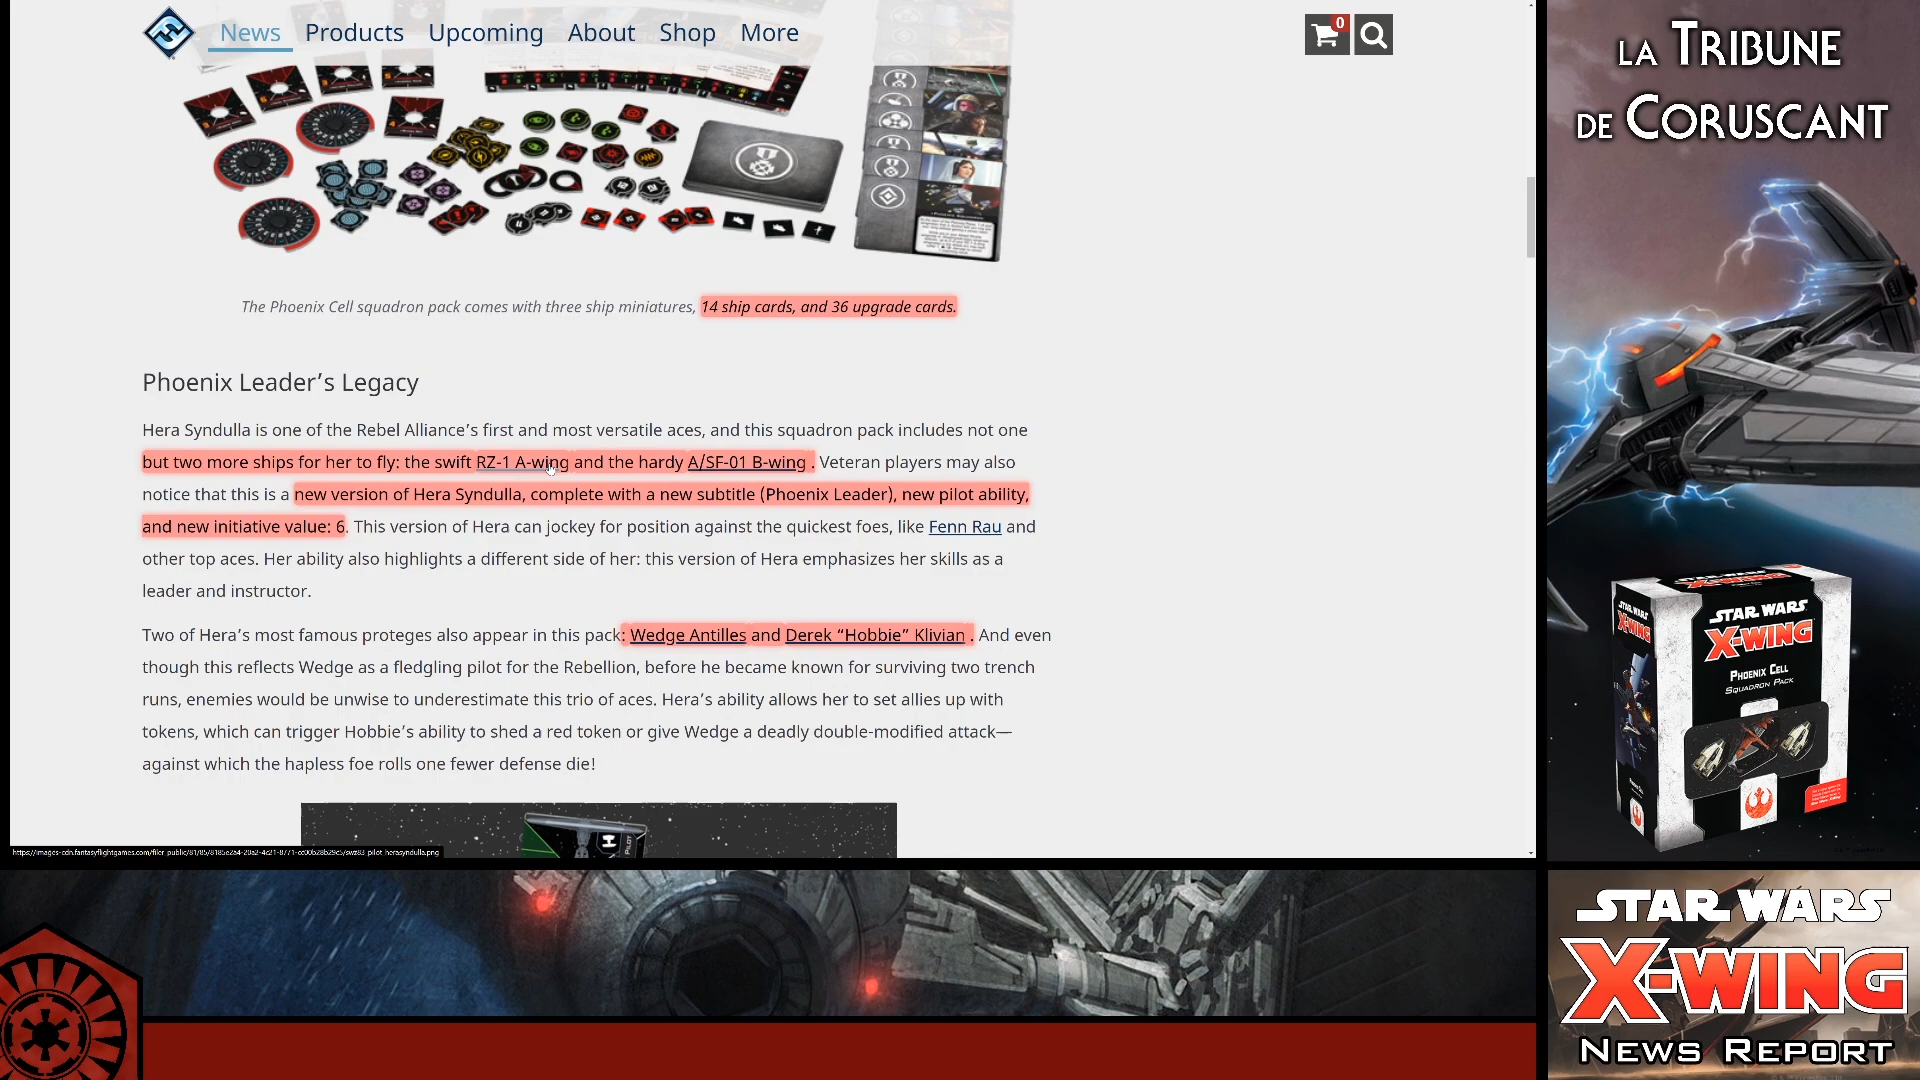 News Products Upcoming About Shop More
0
The Phoenix Cell squadron pack comes with three ship miniatures, 14 ship cards, and 36 upgrade cards.
Phoenix Leader’s Legacy
Hera Syndulla is one of the Rebel Alliance’s first and most versatile aces, and this squadron pack includes not one
but two more ships for her to fly: the swift RZ-1 A-wing and the hardy A/SF-01 B-wing . Veteran players may also
notice that this is a new version of Hera Syndulla, complete with a new subtitle (Phoenix Leader), new pilot ability,
and new initiative value: 6. This version of Hera can jockey for position against the quickest foes, like Fenn Rau and
other top aces. Her ability also highlights a different side of her: this version of Hera emphasizes her skills as a
leader and instructor.
Two of Hera’s most famous proteges also appear in this pack: Wedge Antilles and Derek “Hobbie” Klivian . And even
though this reflects Wedge as a fledgling pilot for the Rebellion, before he became known for surviving two trench
runs, enemies would be unwise to underestimate this trio of aces. Hera’s ability allows her to set allies up with
tokens, which can trigger Hobbie’s ability to shed a red token or give Wedge a deadly double-modified attack—
against which the hapless foe rolls one fewer defense die!
LA TRIBUNE
DE CORUSCANT
STAR WARS
X-WING
PHOENIX CELL
SQUADRON PACK
STAR WARS
X-WING
NEWS REPORT